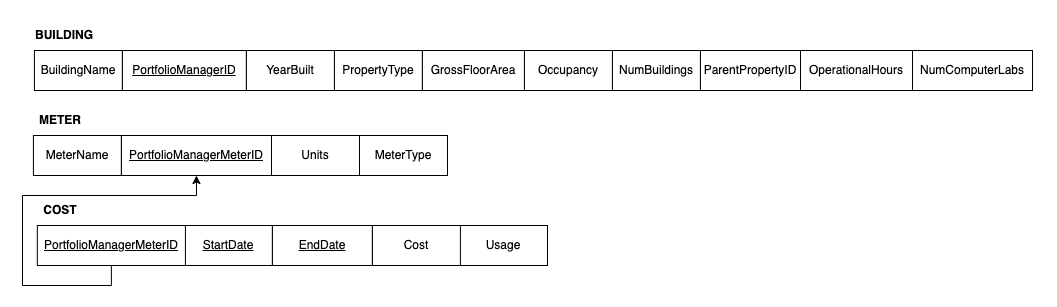 BUILDING
BuildingName PortfolioManagerID YearBuilt PropertyType GrossFloorArea Occupancy NumBuildings ParentPropertyID OperationalHours NumComputerLabs
METER
MeterName PortfolioManagerMeterID Units MeterType
COST
PortfolioManagerMeterID StartDate EndDate Cost Usage